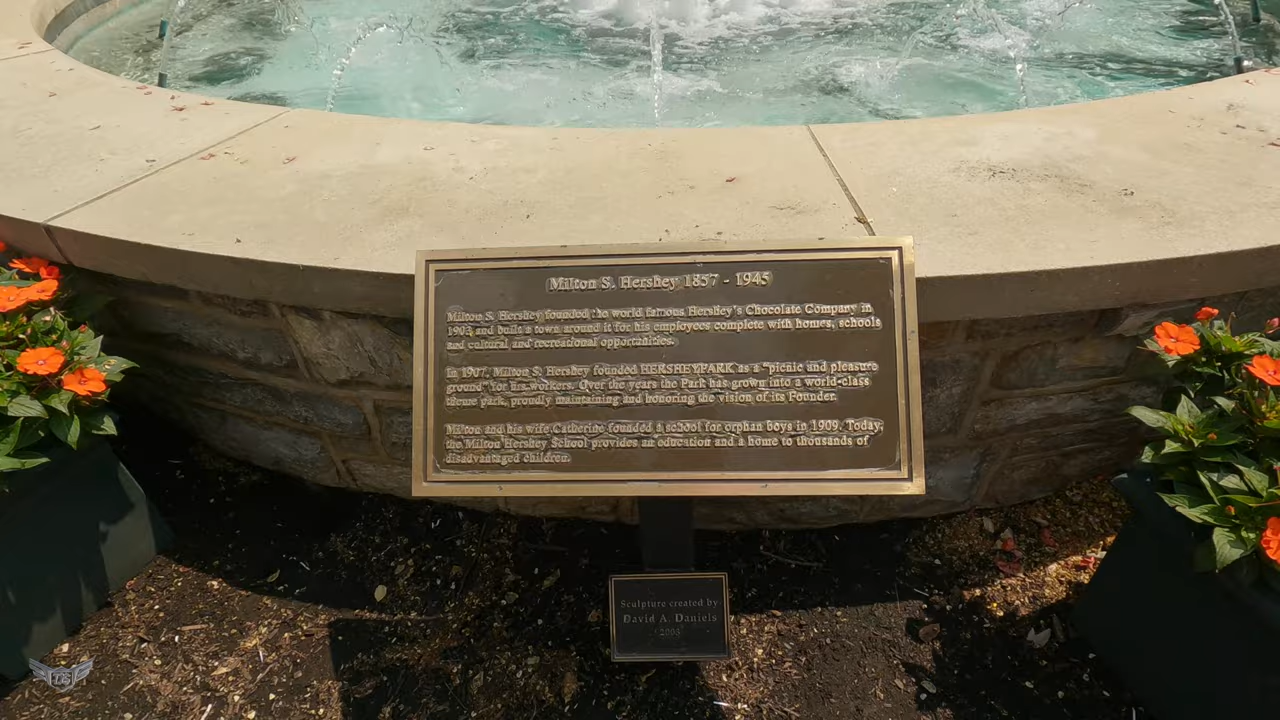 Milton S. Hershey 1857 - 1945
Milton S. Hershey founded the world famous Hershey's Chocolate Company in
1903 and built a town around it for his employees complete with homes, schools
and cultural and recreational opportunities.
In 1907, Milton S. Hershey founded HERSHEYPARK as a "picnic and pleasure
ground" for his workers. Over the years the Park has grown into a world-class
theme park, proudly maintaining and honoring the vision of its Founder.
Milton and his wife Catherine founded a school for orphan boys in 1909. Today,
the Milton Hershey School provides an education and a home to thousands of
disadvantaged children.
Sculpture created by
David A. Daniels